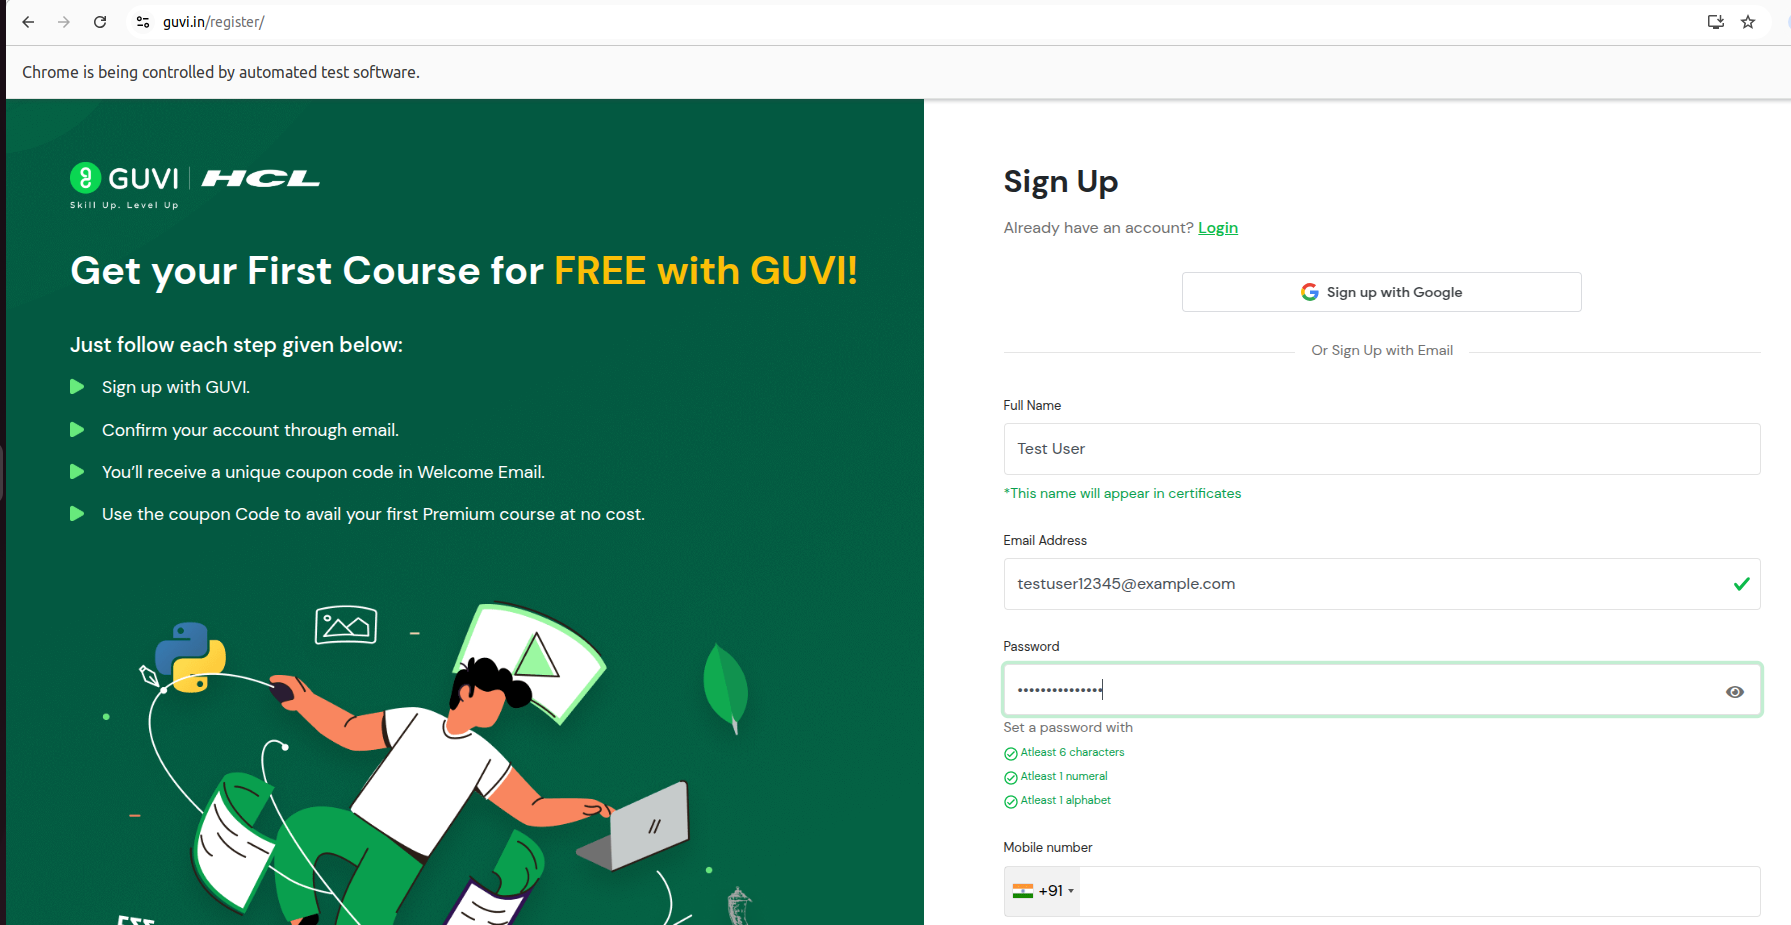 guvi.in/register/
Chrome is being controlled by automated test software.
GUVI | HCL
Skill Up. Level Up
Get your First Course for FREE with GUVI!
Just follow each step given below:
Sign up with GUVI.
Confirm your account through email.
You’ll receive a unique coupon code in Welcome Email.
Use the coupon Code to avail your first Premium course at no cost.
//
Sign Up
Already have an account? Login
Sign up with Google
Or Sign Up with Email
Full Name
Test User
*This name will appear in certificates
Email Address
testuser12345@example.com
Password
•••••••••••••••
Set a password with
Atleast 6 characters
Atleast 1 numeral
Atleast 1 alphabet
Mobile number
+91